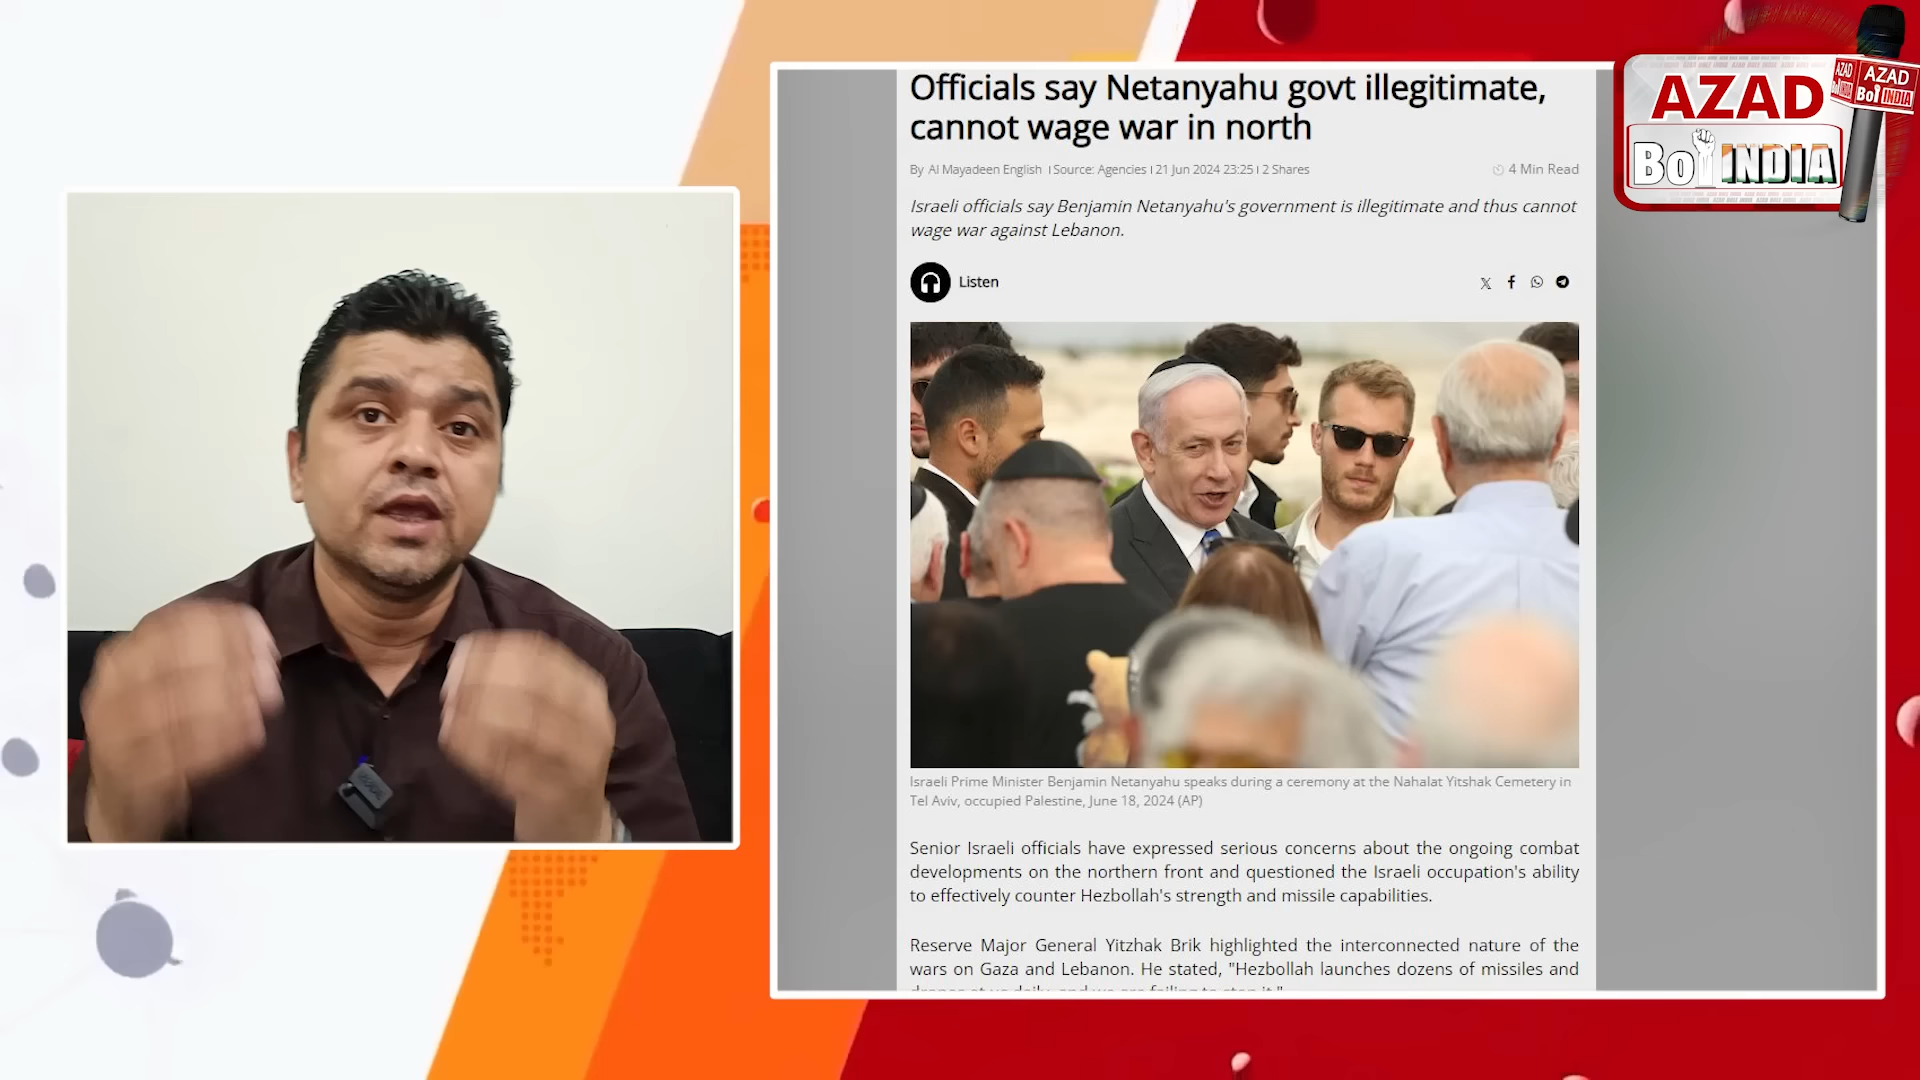 Officials say Netanyahu govt illegitimate,
cannot wage war in north
By Al Mayadeen English | Source: Agencies | 21 Jun 2024 23:25 | 2 Shares
4 Min Read
Israeli officials say Benjamin Netanyahu's government is illegitimate and thus cannot
wage war against Lebanon.
Listen
Israeli Prime Minister Benjamin Netanyahu speaks during a ceremony at the Nahalat Yitshak Cemetery in
Tel Aviv, occupied Palestine, June 18, 2024 (AP)
Senior Israeli officials have expressed serious concerns about the ongoing combat
developments on the northern front and questioned the Israeli occupation's ability
to effectively counter Hezbollah's strength and missile capabilities.
Reserve Major General Yitzhak Brik highlighted the interconnected nature of the
wars on Gaza and Lebanon. He stated, "Hezbollah launches dozens of missiles and
AZAD
Bol INDIA
AZAD
Bol INDIA
AZAD